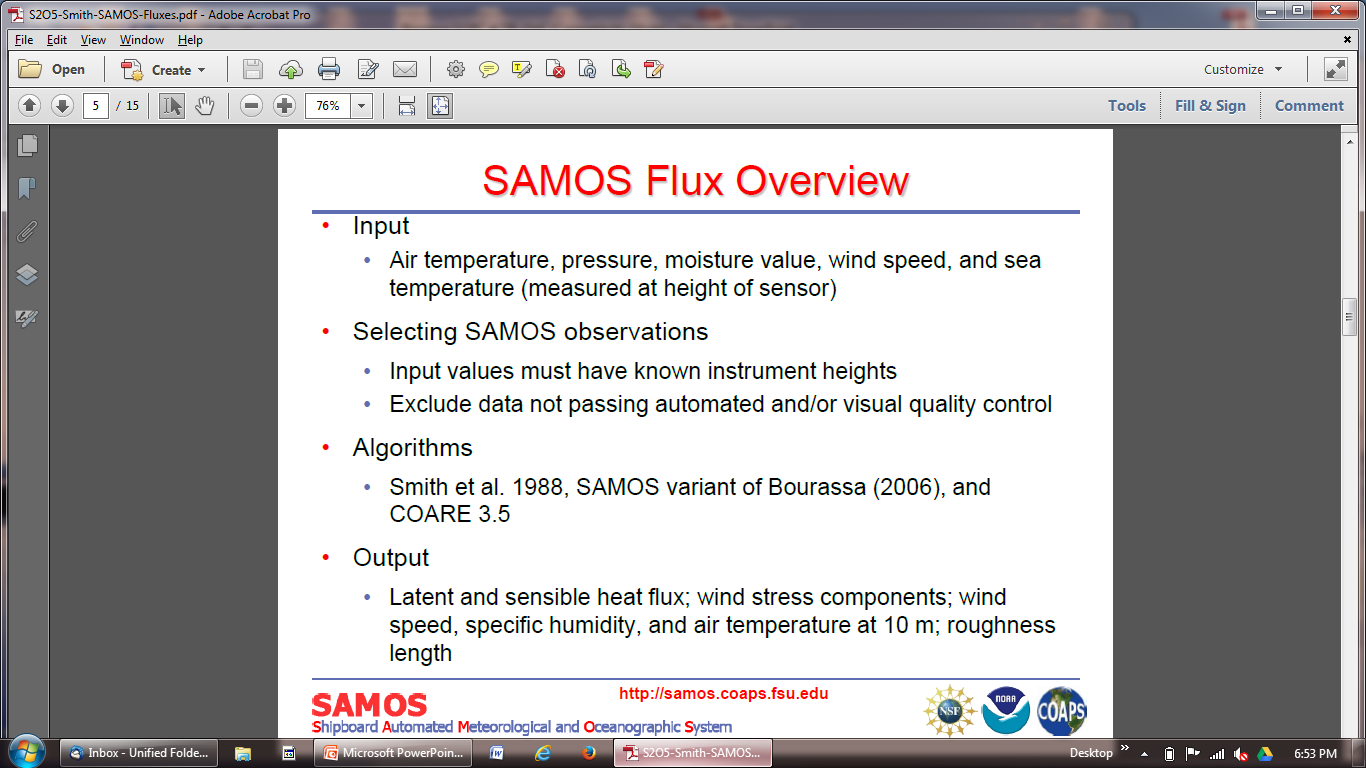 S2O5-Smith-SAMOS-Fluxes.pdf - Adobe Acrobat Pro
File Edit View Window Help
Open Create Customize
5 / 15 76% Tools Fill & Sign Comment
SAMOS Flux Overview
• Input
• Air temperature, pressure, moisture value, wind speed, and sea
temperature (measured at height of sensor)
• Selecting SAMOS observations
• Input values must have known instrument heights
• Exclude data not passing automated and/or visual quality control
• Algorithms
• Smith et al. 1988, SAMOS variant of Bourassa (2006), and
COARE 3.5
• Output
• Latent and sensible heat flux; wind stress components; wind
speed, specific humidity, and air temperature at 10 m; roughness
length
SAMOS
Shipboard Automated Meteorological and Oceanographic System
http://samos.coaps.fsu.edu
NSF
NOAA
COAPS
Inbox - Unified Folde... Microsoft PowerPoin... S2O5-Smith-SAMOS... Desktop 6:53 PM